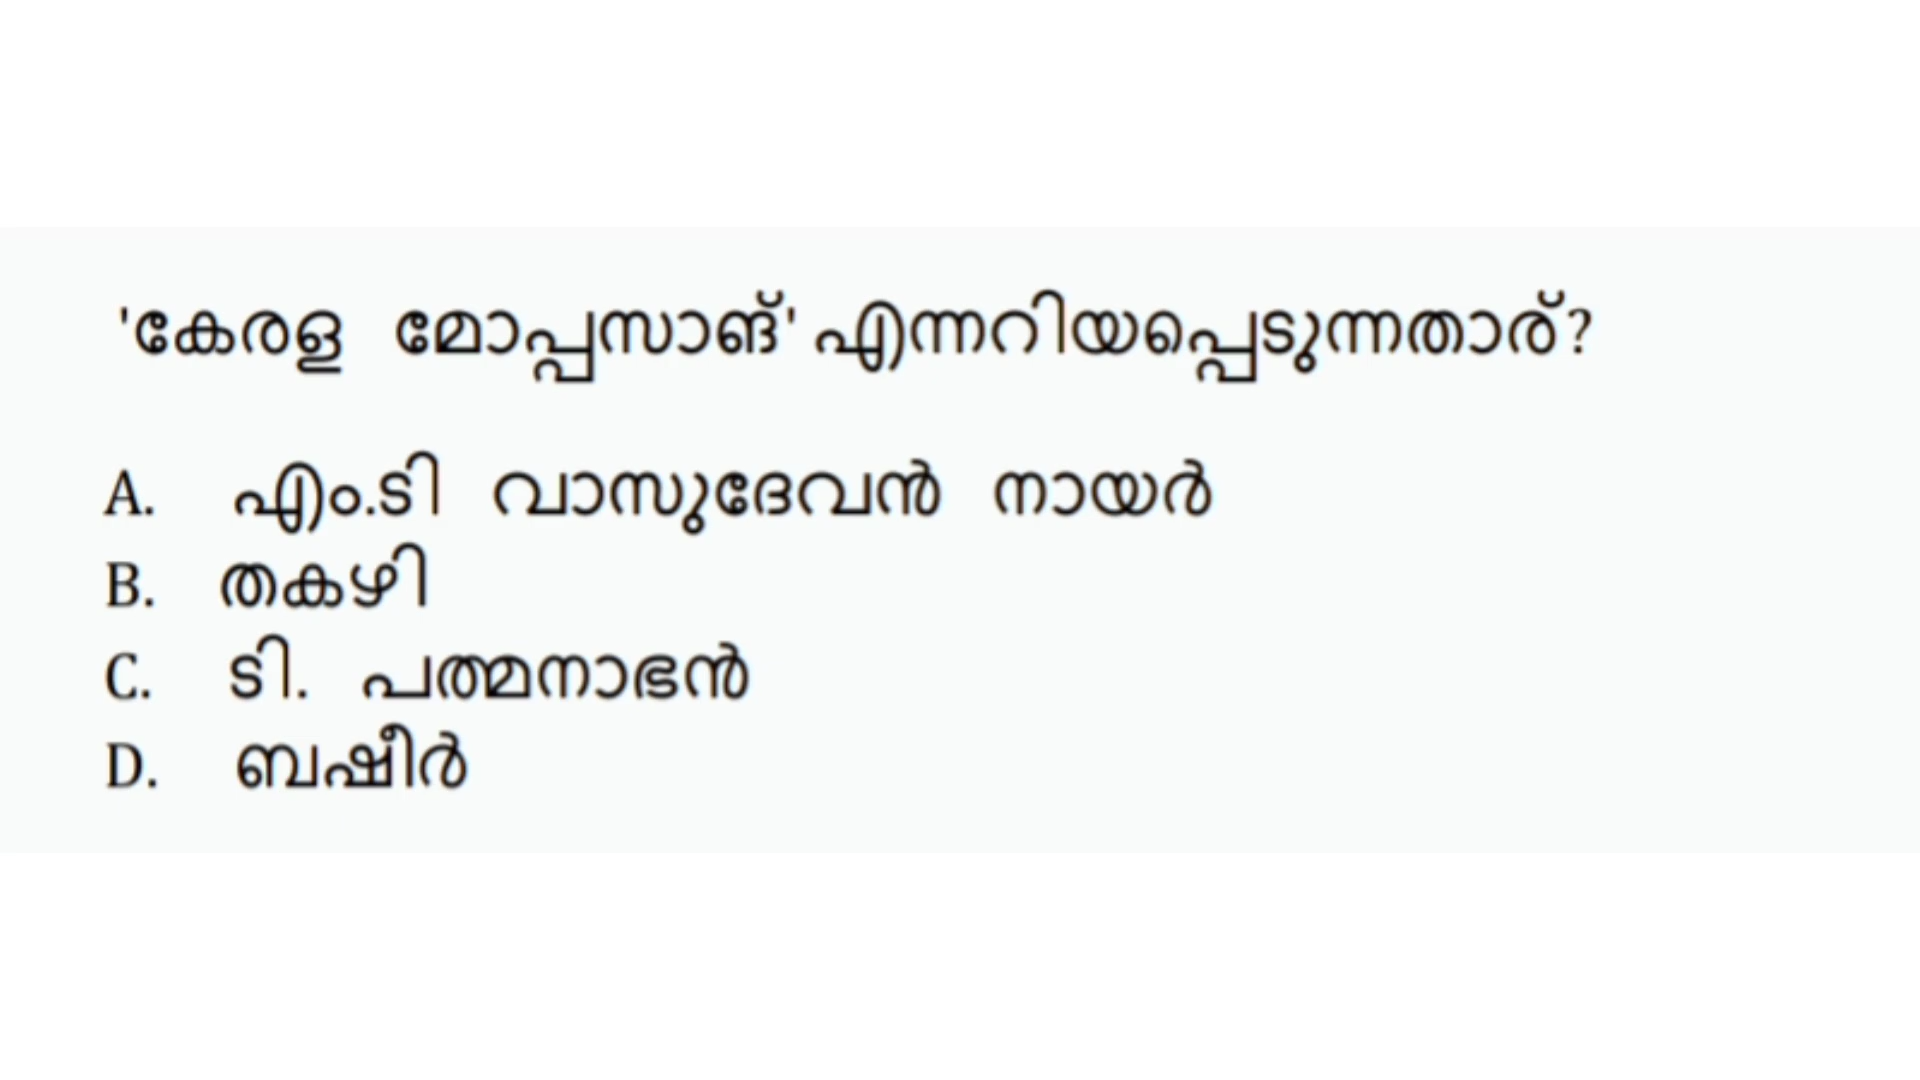 'കേരള മോപ്പസാങ്' എന്നറിയപ്പെടുന്നതാര്?
A. എം.ടി വാസുദേവൻ നായർ
B. തകഴി
C. ടി. പത്മനാഭൻ
D. ബഷീർ